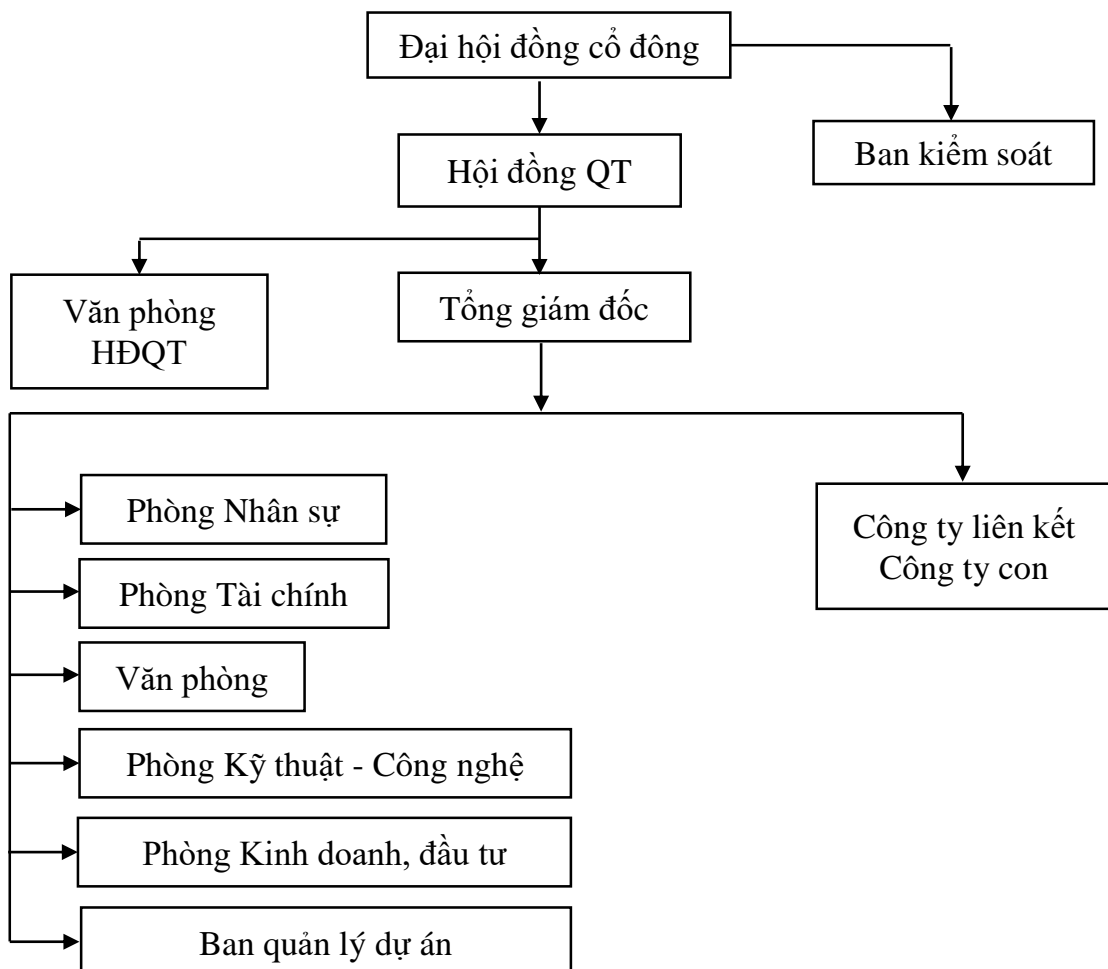 Đại hội đồng cổ đông
Ban kiểm soát
Hội đồng QT
Văn phòng
HĐQT
Tổng giám đốc
Phòng Nhân sự
Công ty liên kết
Công ty con
Phòng Tài chính
Văn phòng
Phòng Kỹ thuật - Công nghệ
Phòng Kinh doanh, đầu tư
Ban quản lý dự án